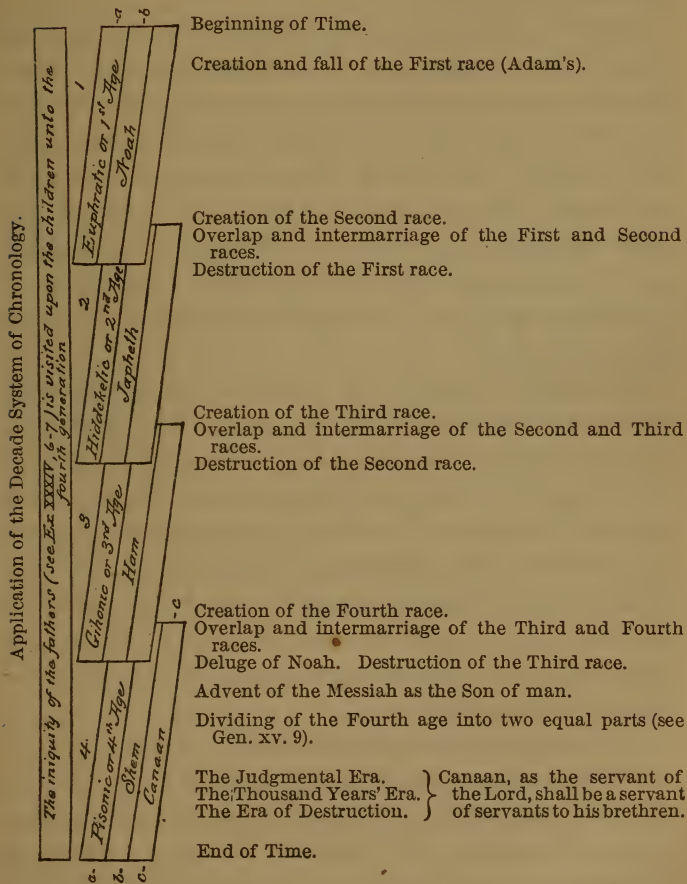 Application of the Decade System of Chronology.
The iniquity of the fathers (see Ex XXXIV, 6-7) is visited upon the children unto the
fourth generation
-a
-b
1
Euphratic or 1st Age
Noah
2
Hiddekelic or 2nd Age
Japheth
3
Gihonic or 3rd Age
Ham
-c
4.
Pisonic or 4th Age
Shem
Canaan
a-
b-
c-
Beginning of Time.
Creation and fall of the First race (Adam's).
Creation of the Second race.
Overlap and intermarriage of the First and Second
races.
Destruction of the First race.
Creation of the Third race.
Overlap and intermarriage of the Second and Third
races.
Destruction of the Second race.
Creation of the Fourth race.
Overlap and intermarriage of the Third and Fourth
races.
Deluge of Noah. Destruction of the Third race.
Advent of the Messiah as the Son of man.
Dividing of the Fourth age into two equal parts (see
Gen. xv. 9).
The Judgmental Era.
The Thousand Years' Era.
The Era of Destruction.
Canaan, as the servant of
the Lord, shall be a servant
of servants to his brethren.
End of Time.